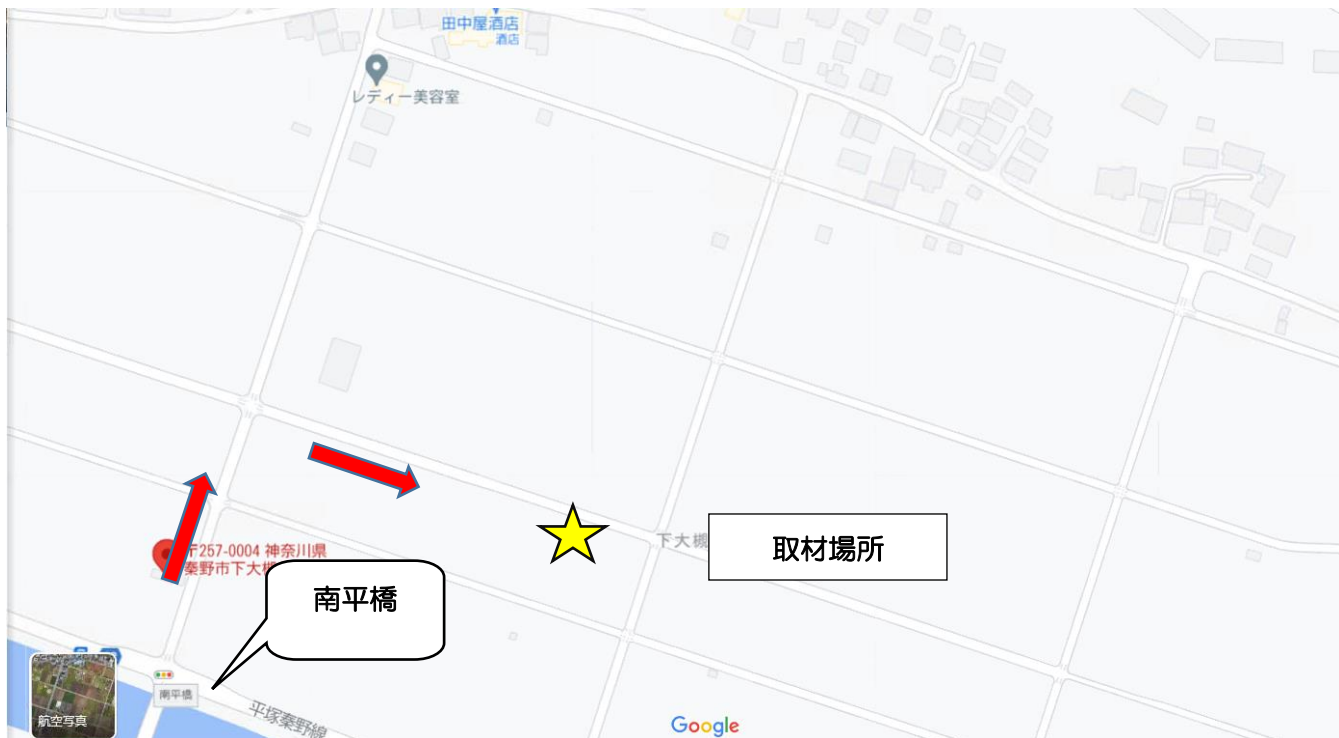 田中屋酒店
酒店
レディー美容室
〒257-0004 神奈川県
秦野市下大槻
南平橋
下大槻
取材場所
南平橋
平塚秦野線
航空写真
Google